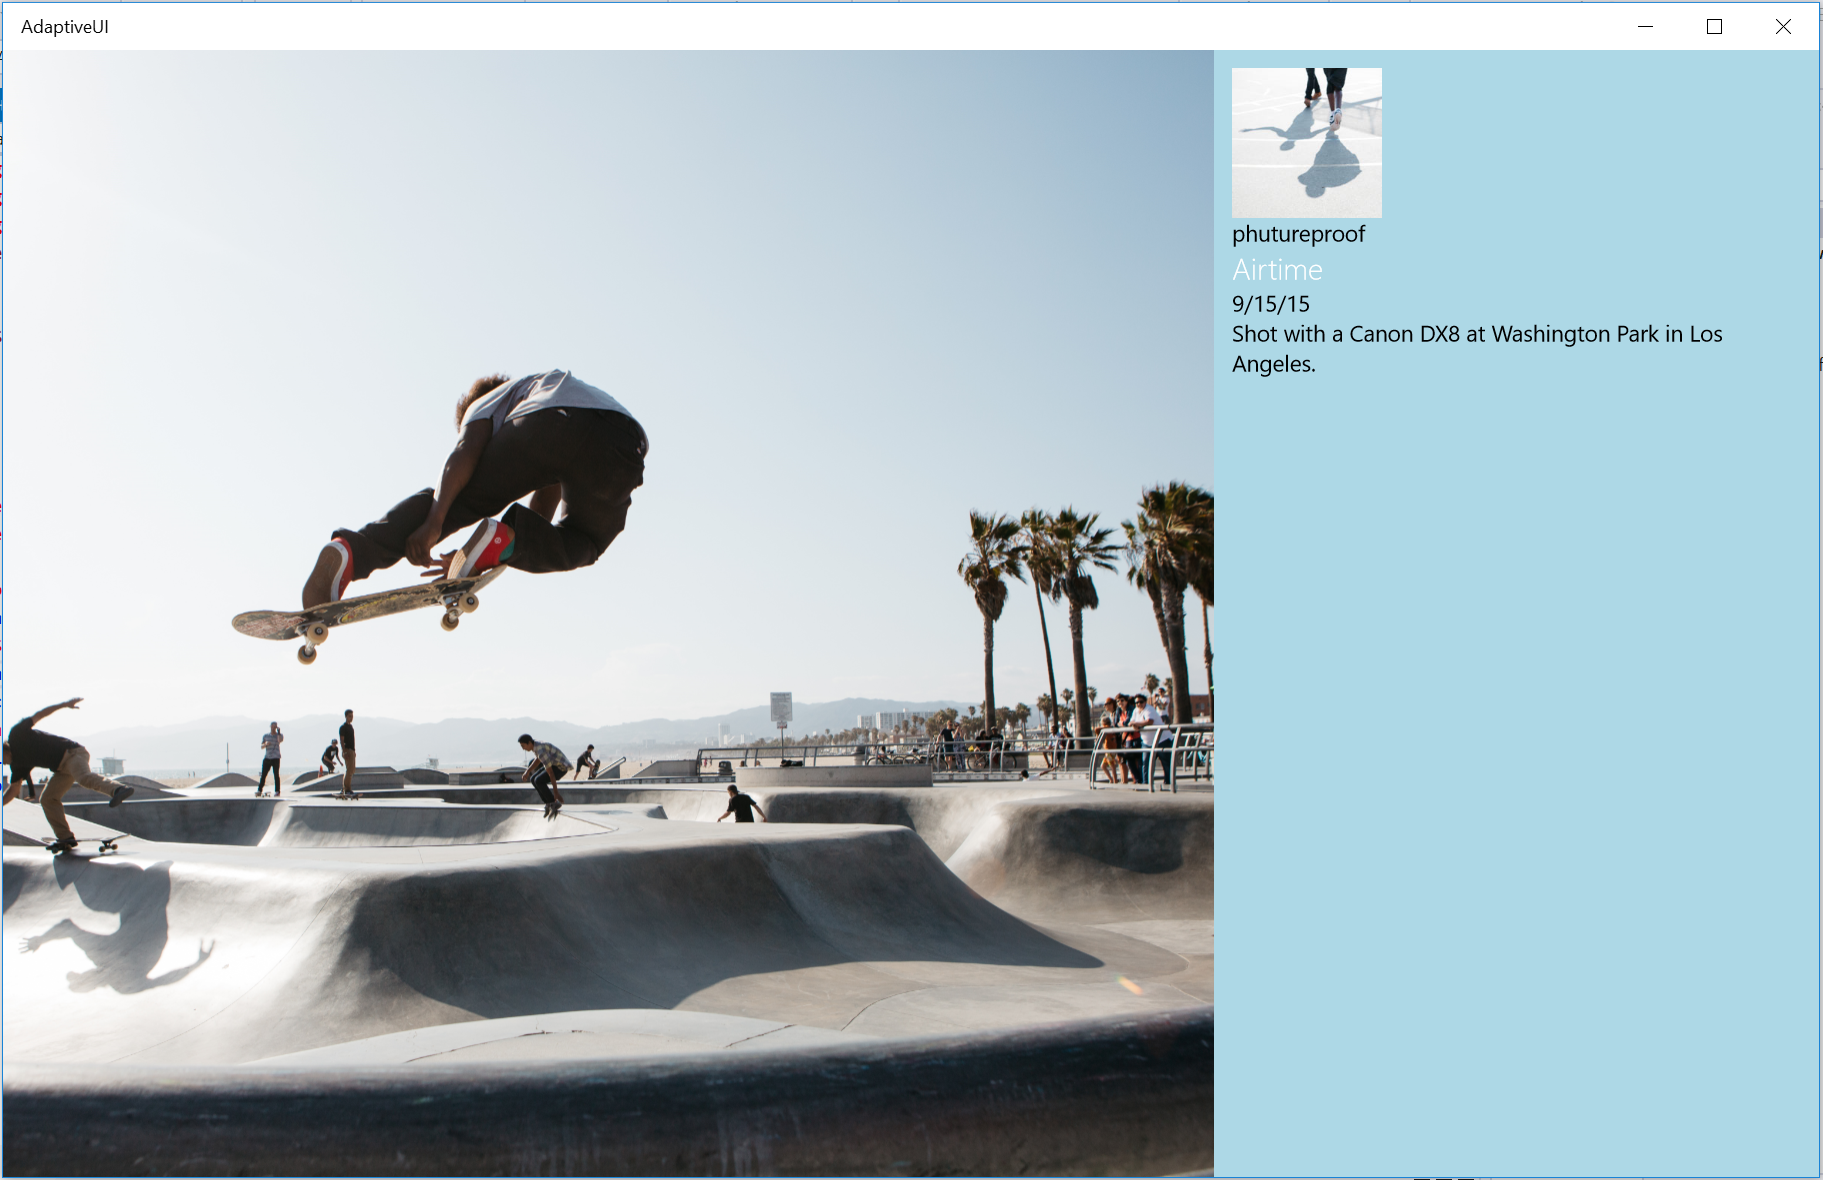 AdaptiveUI
phutureproof
Airtime
9/15/15
Shot with a Canon DX8 at Washington Park in Los
Angeles.